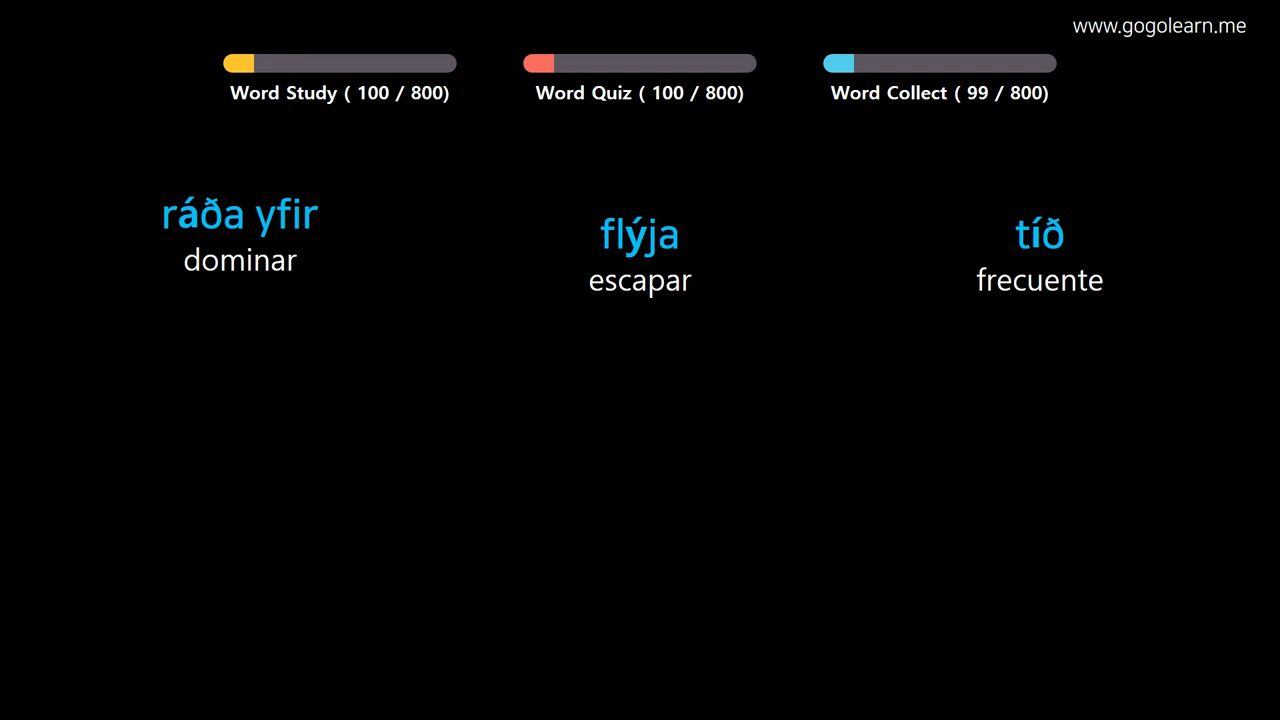 www.gogolearn.me
Word Study ( 100 / 800)
Word Quiz ( 100 / 800)
Word Collect ( 99 / 800)
ráða yfir
dominar
flýja
escapar
tíð
frecuente